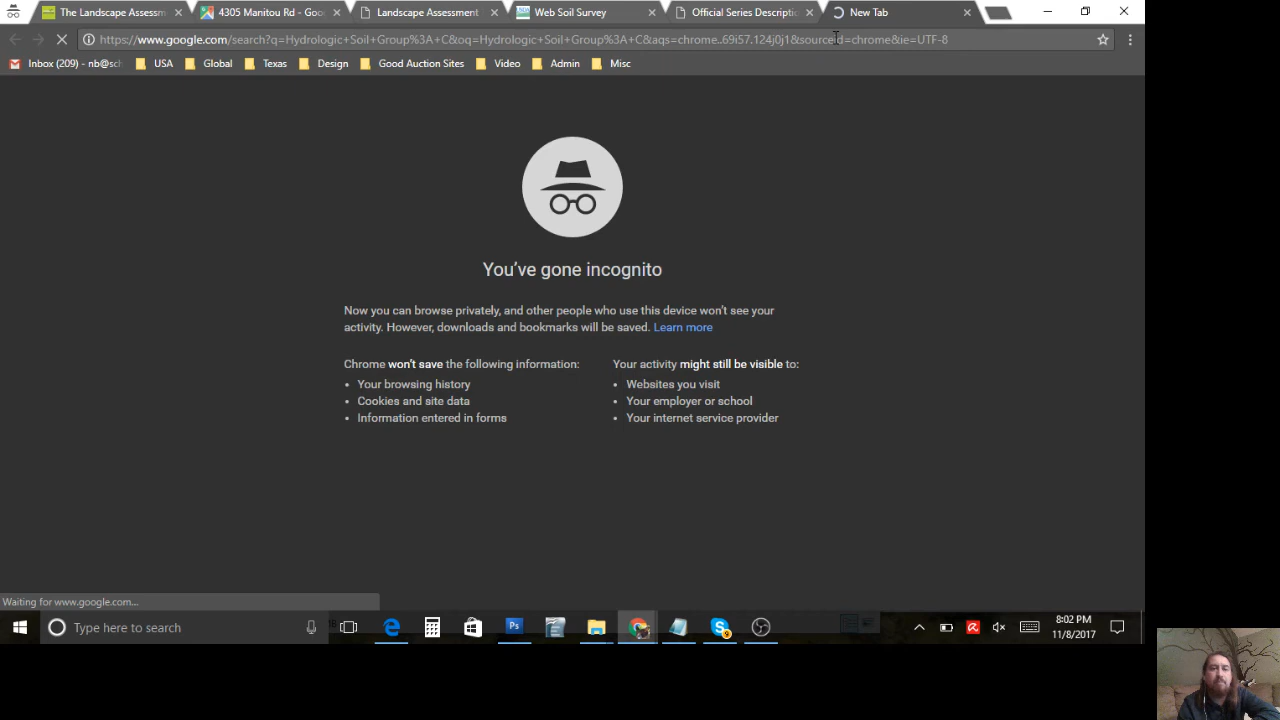 The Landscape Assessm
4305 Manitou Rd - Goo
Landscape Assessment
Web Soil Survey
Official Series Descripti
New Tab
https://www.google.com/search?q=Hydrologic+Soil+Group%3A+C&oq=Hydrologic+Soil+Group%3A+C&aqs=chrome..69i57.124j0j1&sourceid=chrome&ie=UTF-8
Inbox (209) - nb@sch
USA
Global
Texas
Design
Good Auction Sites
Video
Admin
Misc
You've gone incognito
Now you can browse privately, and other people who use this device won't see your
activity. However, downloads and bookmarks will be saved. Learn more
Chrome won't save the following information:
• Your browsing history
• Cookies and site data
• Information entered in forms
Your activity might still be visible to:
• Websites you visit
• Your employer or school
• Your internet service provider
Waiting for www.google.com...
Type here to search
Ps
8:02 PM
11/8/2017